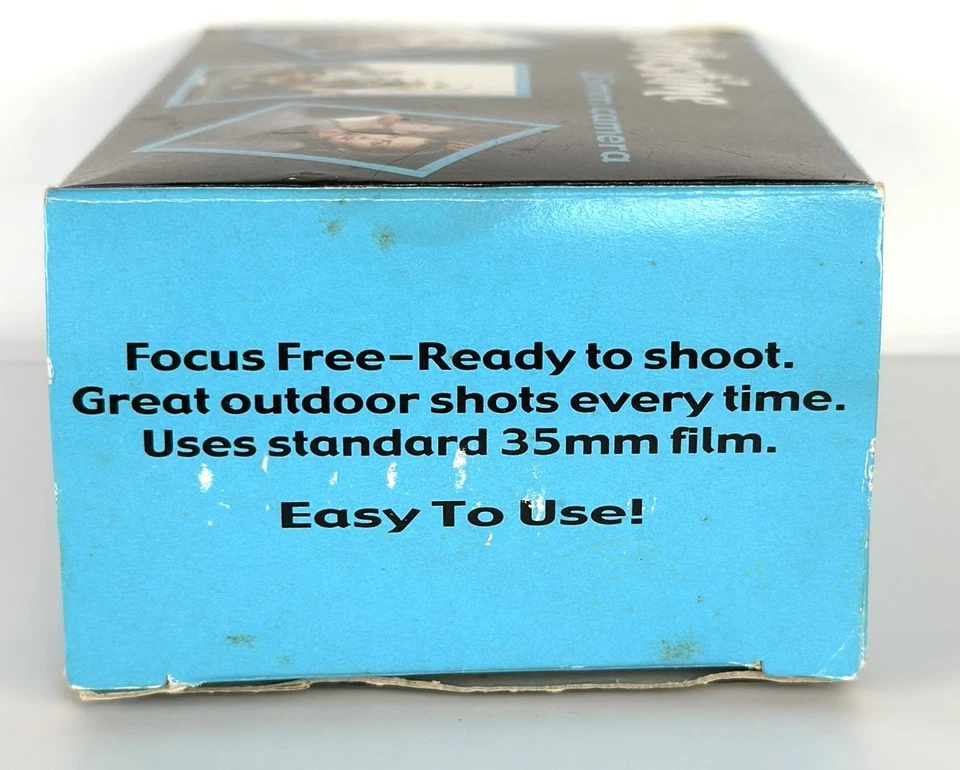 35mm camera
Focus Free–Ready to shoot.
Great outdoor shots every time.
Uses standard 35mm film.
Easy To Use!